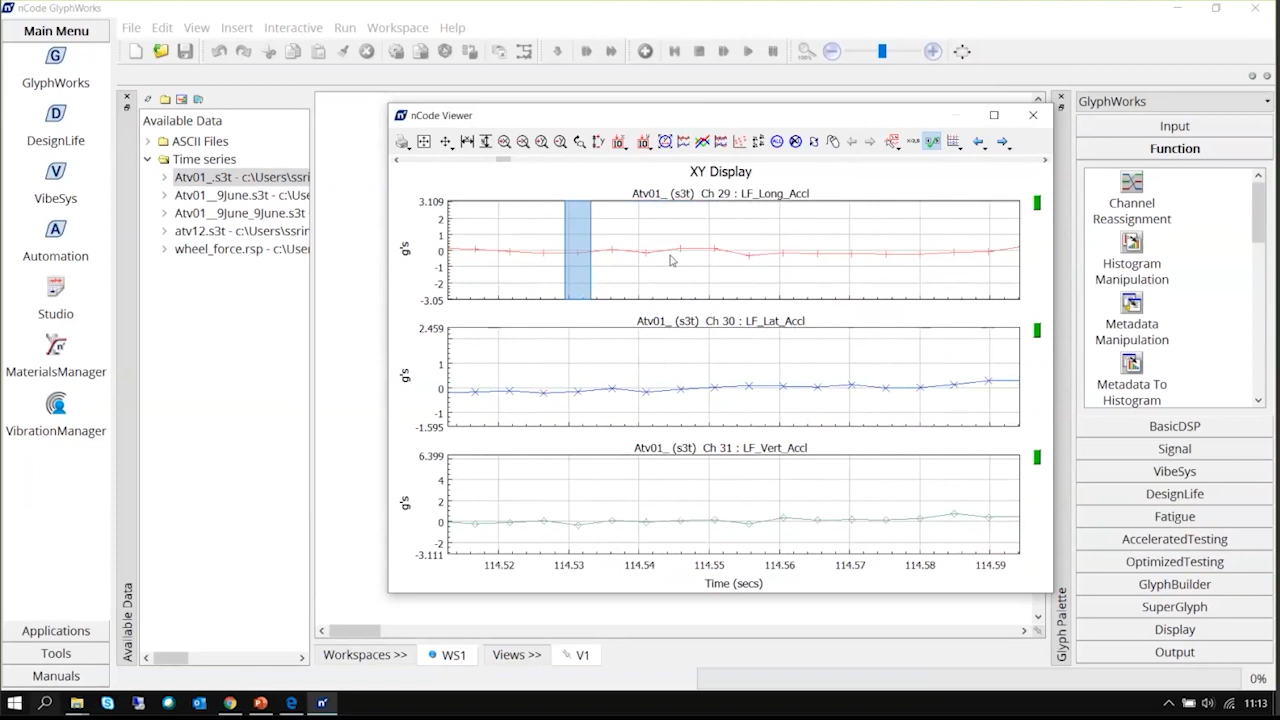 nCode GlyphWorks
Main Menu
File Edit View Insert Interactive Run Workspace Help
GlyphWorks
DesignLife
VibeSys
Automation
Studio
MaterialsManager
VibrationManager
Applications
Tools
Manuals
Available Data
Available Data
ASCII Files
Time series
Atv01_.s3t - c:\Users\ssrin
Atv01__9June.s3t - c:\Use
Atv01__9June_9June.s3t
atv12.s3t - c:\Users\ssrin
wheel_force.rsp - c:\Users
nCode Viewer
XY Display
Atv01_ (s3t) Ch 29 : LF_Long_Accl
3.109
2
1
0
-1
-2
-3.05
g's
Atv01_ (s3t) Ch 30 : LF_Lat_Accl
2.459
1
0
-1
-1.595
g's
Atv01_ (s3t) Ch 31 : LF_Vert_Accl
6.399
4
2
0
-2
-3.111
g's
114.52 114.53 114.54 114.55 114.56 114.57 114.58 114.59
Time (secs)
Workspaces >> WS1 Views >> V1
Glyph Palette
GlyphWorks
Input
Function
Channel
Reassignment
Histogram
Manipulation
Metadata
Manipulation
Metadata To
Histogram
BasicDSP
Signal
VibeSys
DesignLife
Fatigue
AcceleratedTesting
OptimizedTesting
GlyphBuilder
SuperGlyph
Display
Output
0%
11:13